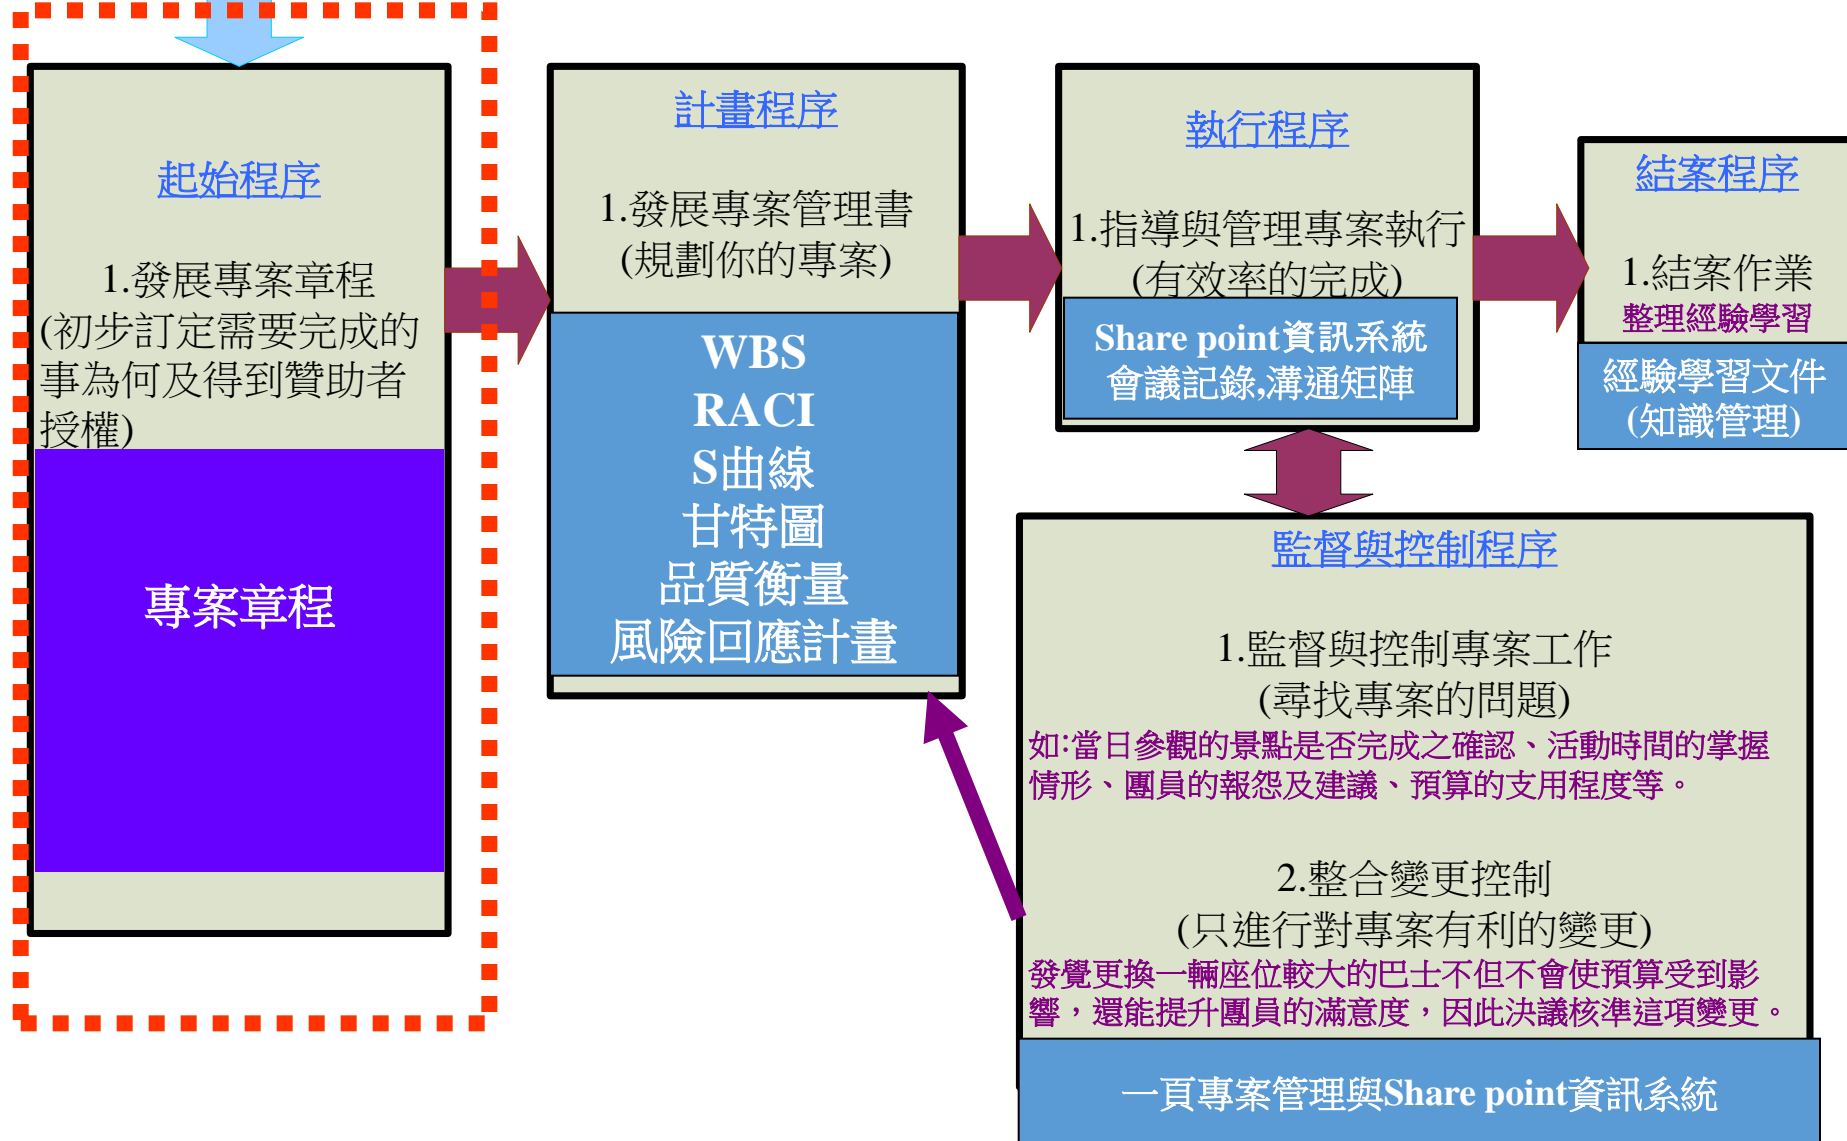 起始程序
1.發展專案章程
(初步訂定需要完成的
事為何及得到贊助者
授權)
專案章程
計畫程序
1.發展專案管理書
(規劃你的專案)
WBS
RACI
S曲線
甘特圖
品質衡量
風險回應計畫
執行程序
1.指導與管理專案執行
(有效率的完成)
Share point資訊系統
會議記錄,溝通矩陣
結案程序
1.結案作業
整理經驗學習
經驗學習文件
(知識管理)
監督與控制程序
1.監督與控制專案工作
(尋找專案的問題)
如:當日參觀的景點是否完成之確認、活動時間的掌握
情形、團員的報怨及建議、預算的支用程度等。
2.整合變更控制
(只進行對專案有利的變更)
發覺更換一輛座位較大的巴士不但不會使預算受到影
響，還能提升團員的滿意度，因此決議核準這項變更。
一頁專案管理與Share point資訊系統